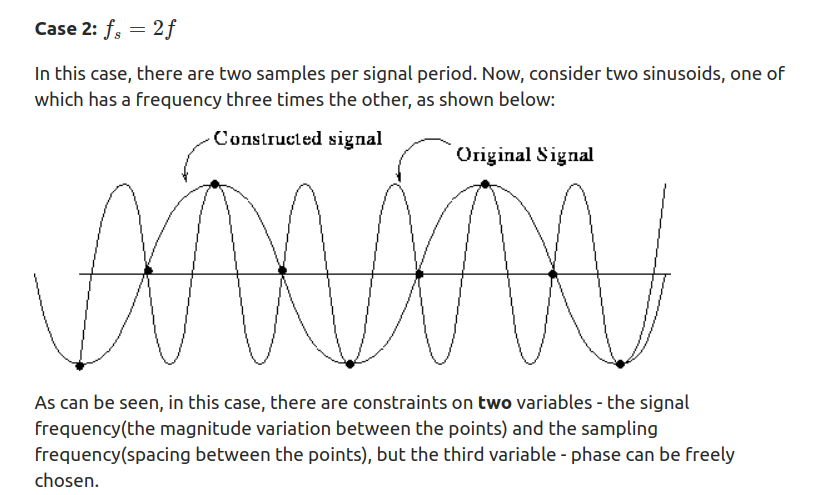 Case 2: fₛ = 2f
In this case, there are two samples per signal period. Now, consider two sinusoids, one of
which has a frequency three times the other, as shown below:
Constructed signal
Original Signal
As can be seen, in this case, there are constraints on two variables - the signal
frequency(the magnitude variation between the points) and the sampling
frequency(spacing between the points), but the third variable - phase can be freely
chosen.